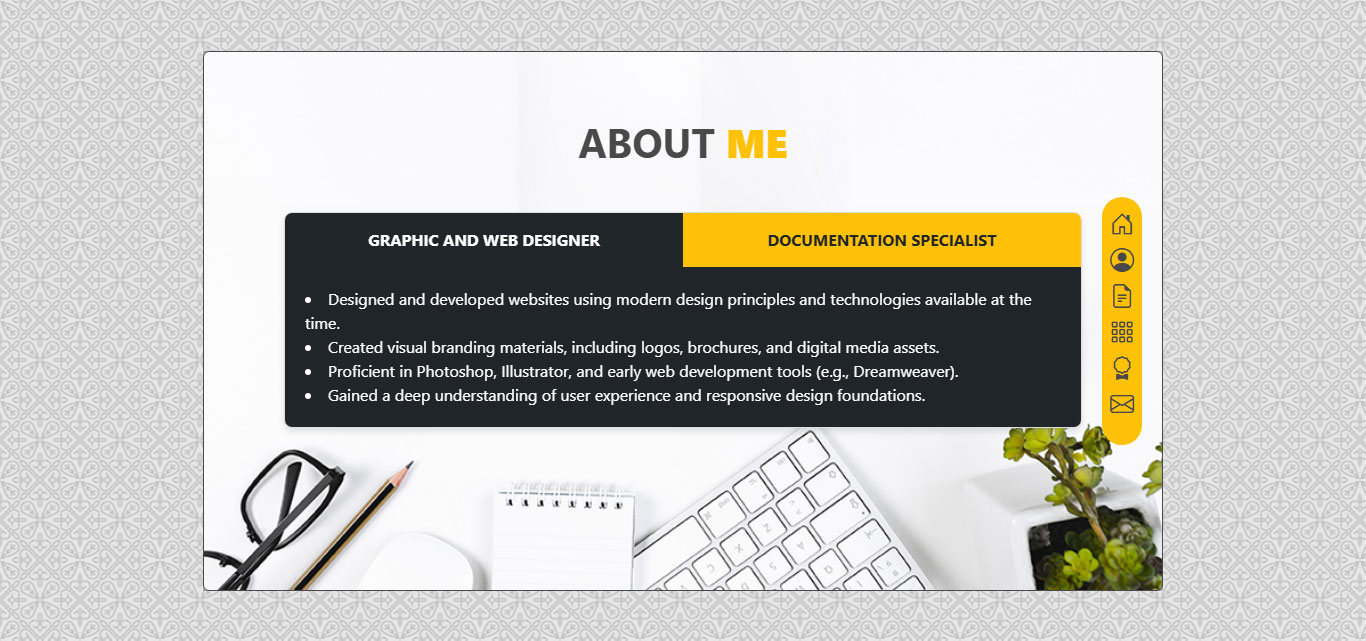 ABOUT ME
GRAPHIC AND WEB DESIGNER
DOCUMENTATION SPECIALIST
• Designed and developed websites using modern design principles and technologies available at the
time.
• Created visual branding materials, including logos, brochures, and digital media assets.
• Proficient in Photoshop, Illustrator, and early web development tools (e.g., Dreamweaver).
• Gained a deep understanding of user experience and responsive design foundations.